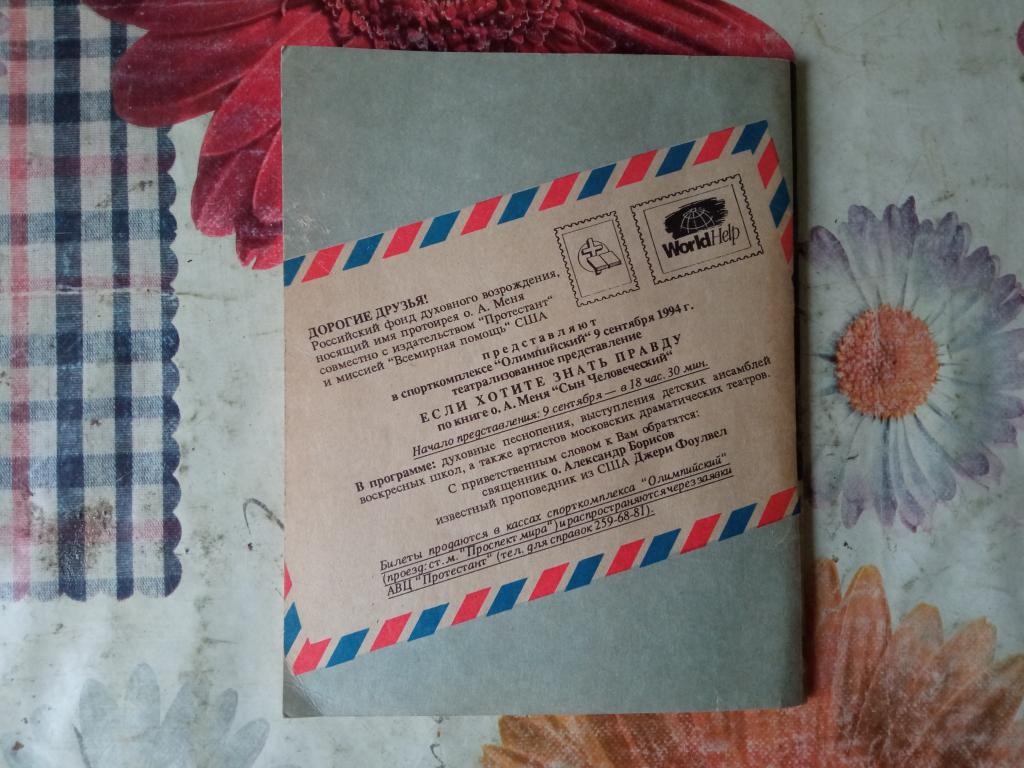 World Help
ДОРОГИЕ ДРУЗЬЯ!
Российский фонд духовного возрождения,
носящий имя протоирея о. А. Меня
совместно с издательством "Протестант"
и миссией "Всемирная помощь" США
представляют
в спорткомплексе "Олимпийский" 9 сентября 1994 г.
театрализованное представление
ЕСЛИ ХОТИТЕ ЗНАТЬ ПРАВДУ
по книге о. А. Меня "Сын Человеческий"
Начало представления: 9 сентября — в 18 час. 30 мин.
В программе: духовные песнопения, выступления детских ансамблей
воскресных школ, а также артистов московских драматических театров.
С приветственным словом к Вам обратятся:
священник о. Александр Борисов
известный проповедник из США Джери Фоулвел
Билеты продаются в кассах спорткомплекса "Олимпийский"
(проезд: ст. м. "Проспект мира") и распространяются через заявки
АВЦ "Протестант" (тел. для справок 259-68-81).